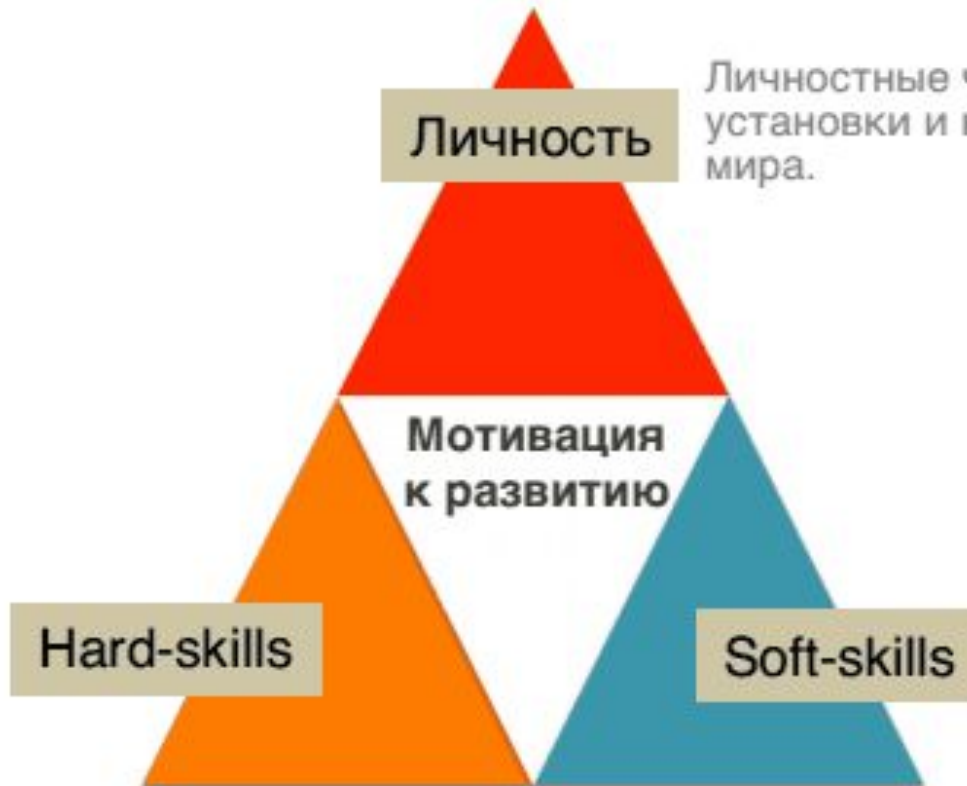 Личность
Личностные
установки и
мира.
Мотивация
к развитию
Hard-skills
Soft-skills